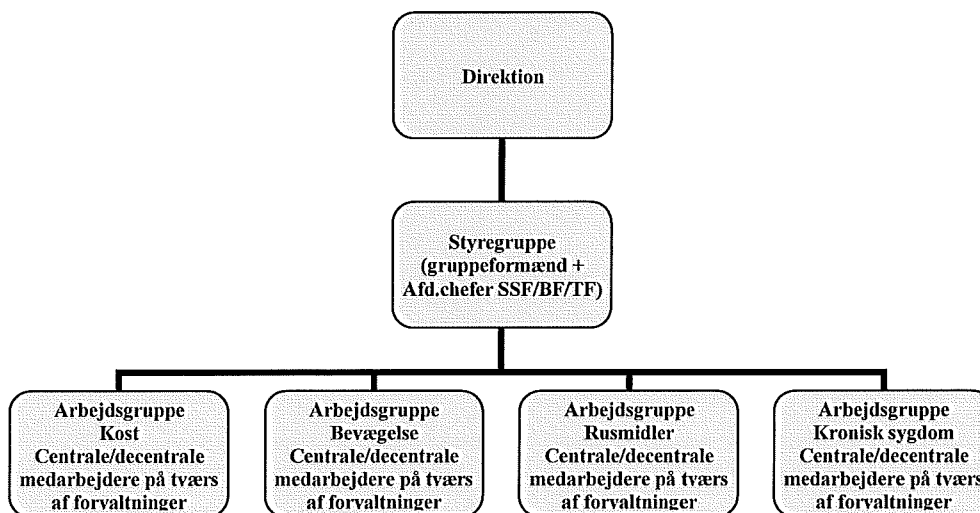 Direktion
Styregruppe
(gruppeformænd +
Afd.chefer SSF/BF/TF)
Arbejdsgruppe
Kost
Centrale/decentrale
medarbejdere på tværs
af forvaltninger
Arbejdsgruppe
Bevægelse
Centrale/decentrale
medarbejdere på tværs
af forvaltninger
Arbejdsgruppe
Rusmidler
Centrale/decentrale
medarbejdere på tværs
af forvaltninger
Arbejdsgruppe
Kronisk sygdom
Centrale/decentrale
medarbejdere på tværs
af forvaltninger